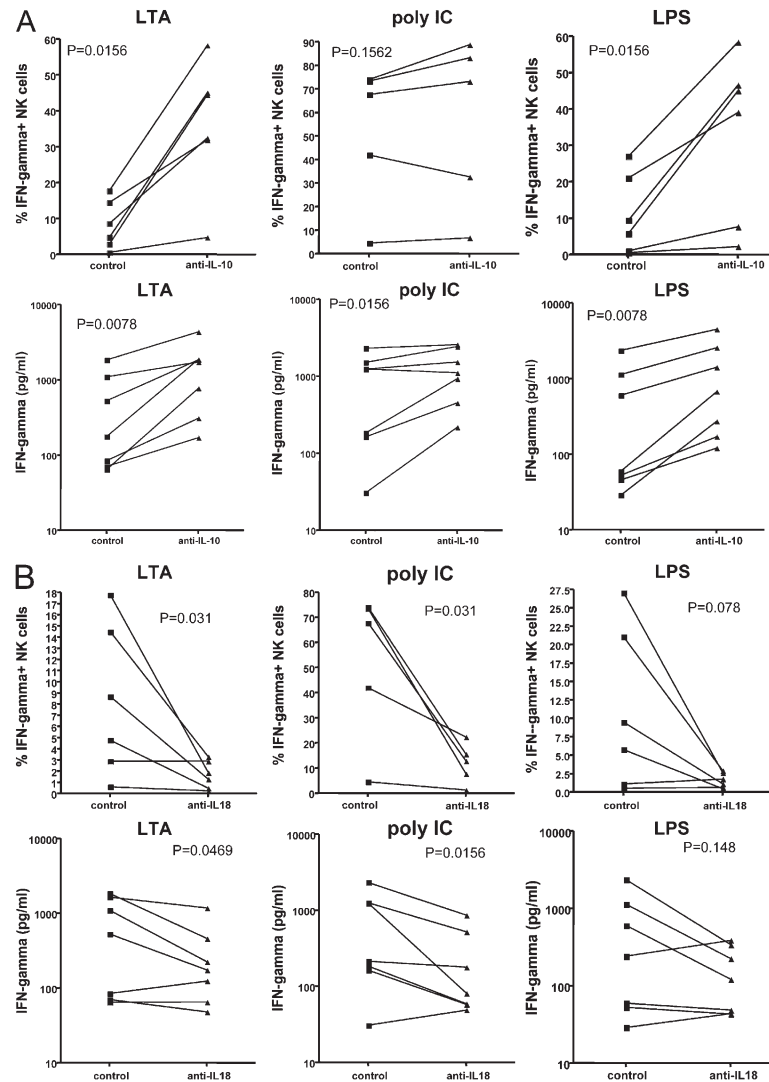 A
LTA
poly IC
LPS
P=0.0156
P=0.1562
P=0.0156
% IFN-gamma+ NK cells
60
50
40
30
20
10
0
control
anti-IL-10
% IFN-gamma+ NK cells
90
80
70
60
50
40
30
20
10
0
control
anti-IL-10
% IFN-gamma+ NK cells
60
50
40
30
20
10
0
control
anti-IL-10
LTA
poly IC
LPS
P=0.0078
P=0.0156
P=0.0078
IFN-gamma (pg/ml)
10000
1000
100
10
control
anti-IL-10
IFN-gamma (pg/ml)
10000
1000
100
10
control
anti-IL-10
IFN-gamma (pg/ml)
10000
1000
100
10
control
anti-IL-10
B
LTA
poly IC
LPS
P=0.031
P=0.031
P=0.078
% IFN-gamma+ NK cells
18
17
16
15
14
13
12
11
10
9
8
7
6
5
4
3
2
1
0
control
anti-IL18
% IFN-gamma+ NK cells
80
70
60
50
40
30
20
10
0
control
anti-IL18
% IFN--gamma+ NK cells
27.5
25.0
22.5
20.0
17.5
15.0
12.5
10.0
7.5
5.0
2.5
0.0
control
anti-IL18
LTA
poly IC
LPS
P=0.0469
P=0.0156
P=0.148
IFN-gamma (pg/ml)
10000
1000
100
10
control
anti-IL18
IFN-gamma (pg/ml)
10000
1000
100
10
control
anti-IL18
IFN-gamma (pg/ml)
10000
1000
100
10
control
anti-IL18